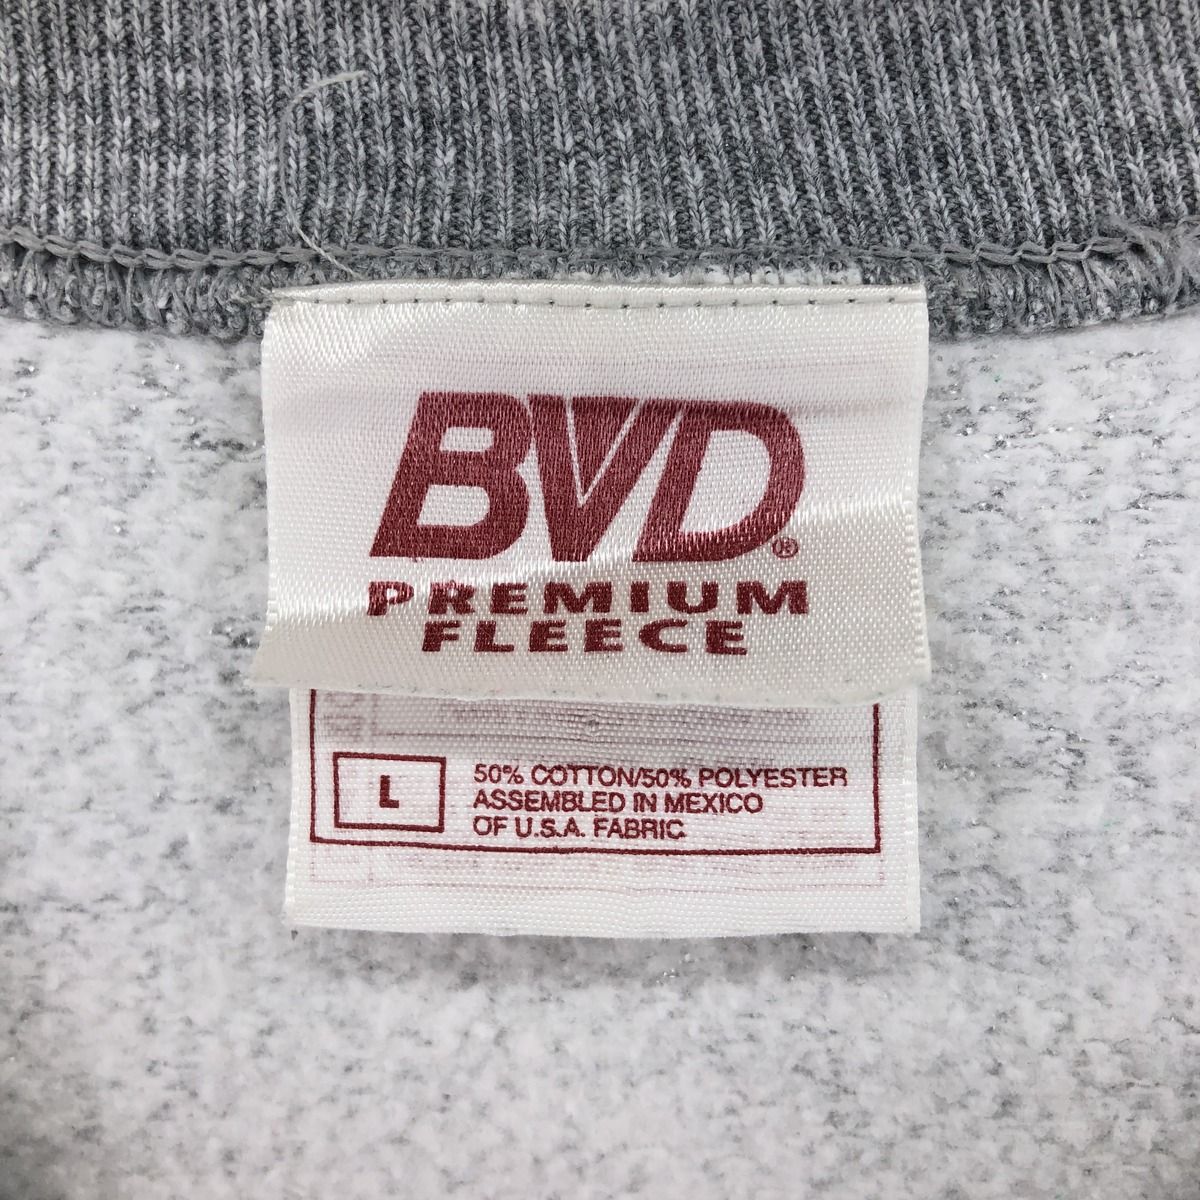 BVD®
PREMIUM
FLEECE
L
50% COTTON/50% POLYESTER
ASSEMBLED IN MEXICO
OF U.S.A. FABRIC